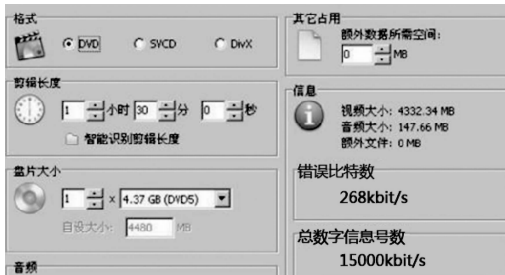 格式
DVD
SVCD
DivX
剪辑长度
1 小时 30 分 0 秒
智能识别剪辑长度
盘片大小
1 × 4.37 GB (DVD5)
自设大小: 4480 MB
音频
其它占用
额外数据所需空间:
0 MB
信息
视频大小: 4332.34 MB
音频大小: 147.66 MB
额外文件: 0 MB
错误比特数
268kbit/s
总数字信息号数
15000kbit/s